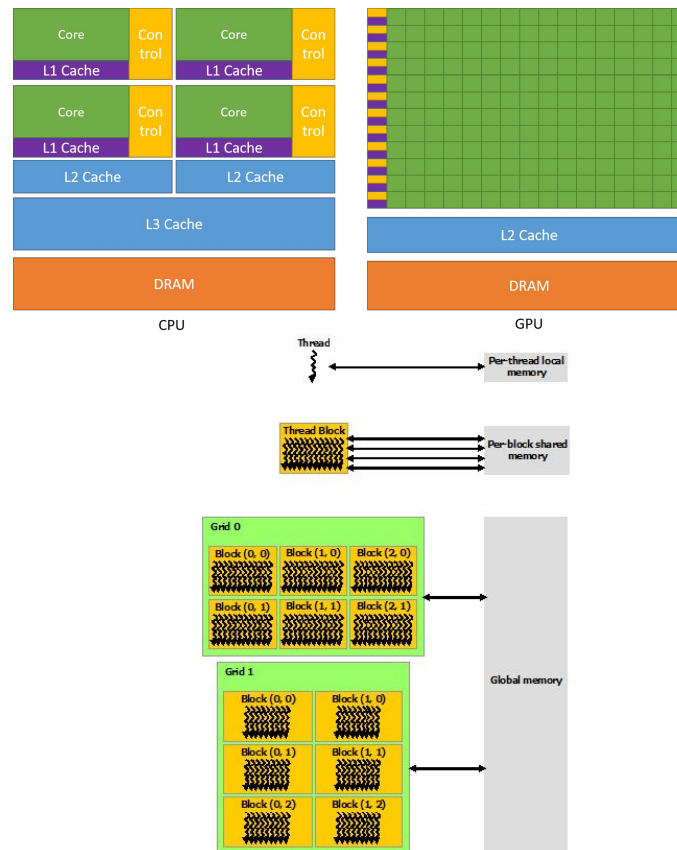 Core
Con
trol
Core
Con
trol
L1 Cache
L1 Cache
Core
Con
trol
Core
Con
trol
L1 Cache
L1 Cache
L2 Cache
L2 Cache
L3 Cache
DRAM
CPU
L2 Cache
DRAM
GPU
Thread
Per-thread local
memory
Thread Block
Per-block shared
memory
Grid 0
Block (0, 0)
Block (1, 0)
Block (2, 0)
Block (0, 1)
Block (1, 1)
Block (2, 1)
Grid 1
Block (0, 0)
Block (1, 0)
Block (0, 1)
Block (1, 1)
Block (0, 2)
Block (1, 2)
Global memory